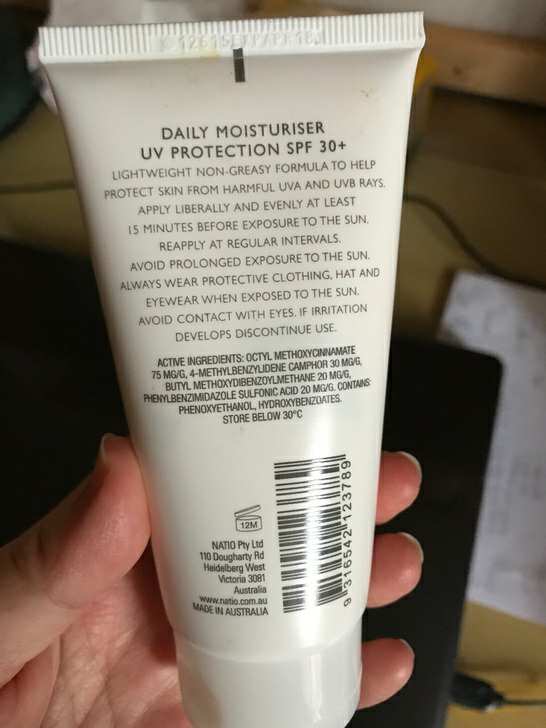 DAILY MOISTURISER
UV PROTECTION SPF 30+
LIGHTWEIGHT NON-GREASY FORMULA TO HELP
PROTECT SKIN FROM HARMFUL UVA AND UVB RAYS.
APPLY LIBERALLY AND EVENLY AT LEAST
15 MINUTES BEFORE EXPOSURE TO THE SUN.
REAPPLY AT REGULAR INTERVALS.
AVOID PROLONGED EXPOSURE TO THE SUN.
ALWAYS WEAR PROTECTIVE CLOTHING, HAT AND
EYEWEAR WHEN EXPOSED TO THE SUN.
AVOID CONTACT WITH EYES. IF IRRITATION
DEVELOPS DISCONTINUE USE.
ACTIVE INGREDIENTS: OCTYL METHOXYCINNAMATE
75 MG/G, 4-METHYLBENZYLIDENE CAMPHOR 30 MG/G,
BUTYL METHOXYDIBENZOYLMETHANE 20 MG/G,
PHENYLBENZIMIDAZOLE SULFONIC ACID 20 MG/G. CONTAINS:
PHENOXYETHANOL, HYDROXYBENZOATES.
STORE BELOW 30°C
12M
NATIO Pty Ltd
110 Dougharty Rd
Heidelberg West
Victoria 3081
Australia
www.natio.com.au
MADE IN AUSTRALIA
9 316542 123789